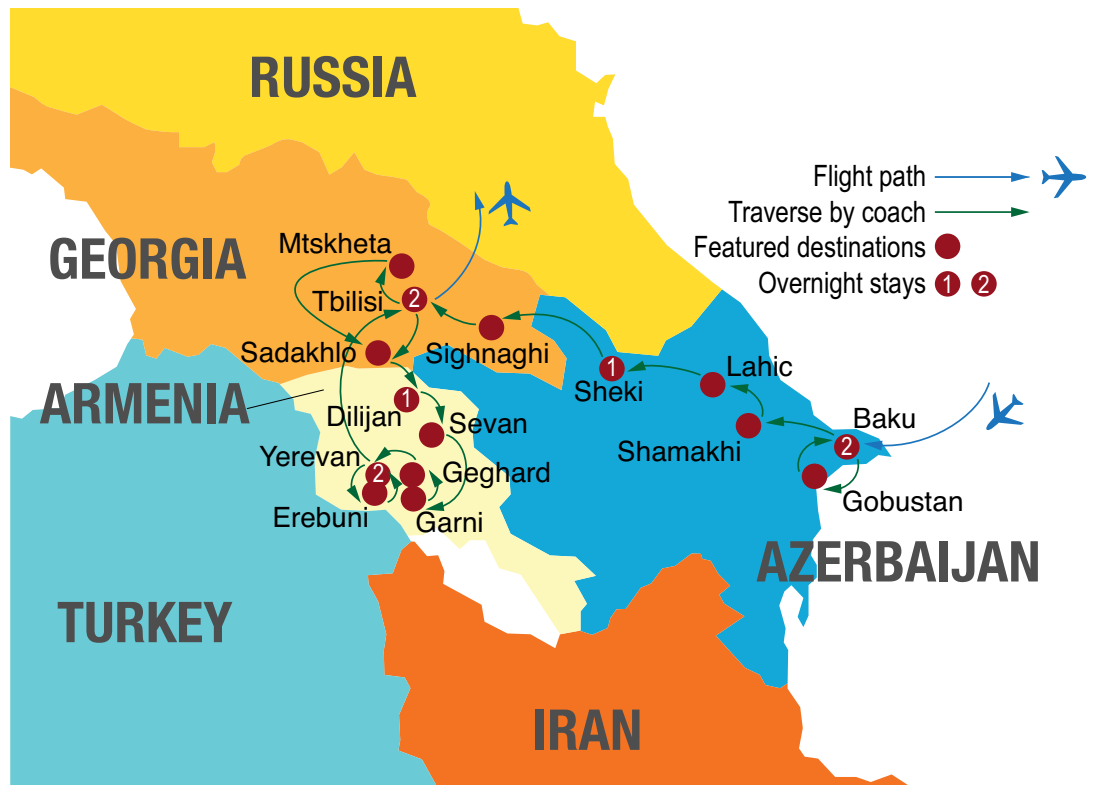 RUSSIA
Flight path
Traverse by coach
Featured destinations
Overnight stays 1 2
GEORGIA
Mtskheta
Tbilisi 2
Sadakhlo
Sighnaghi
1
Sheki
Lahic
ARMENIA
Dilijan 1
Sevan
Shamakhi
Baku
2
Yerevan
2
Geghard
Gobustan
Erebuni
Garni
AZERBAIJAN
TURKEY
IRAN